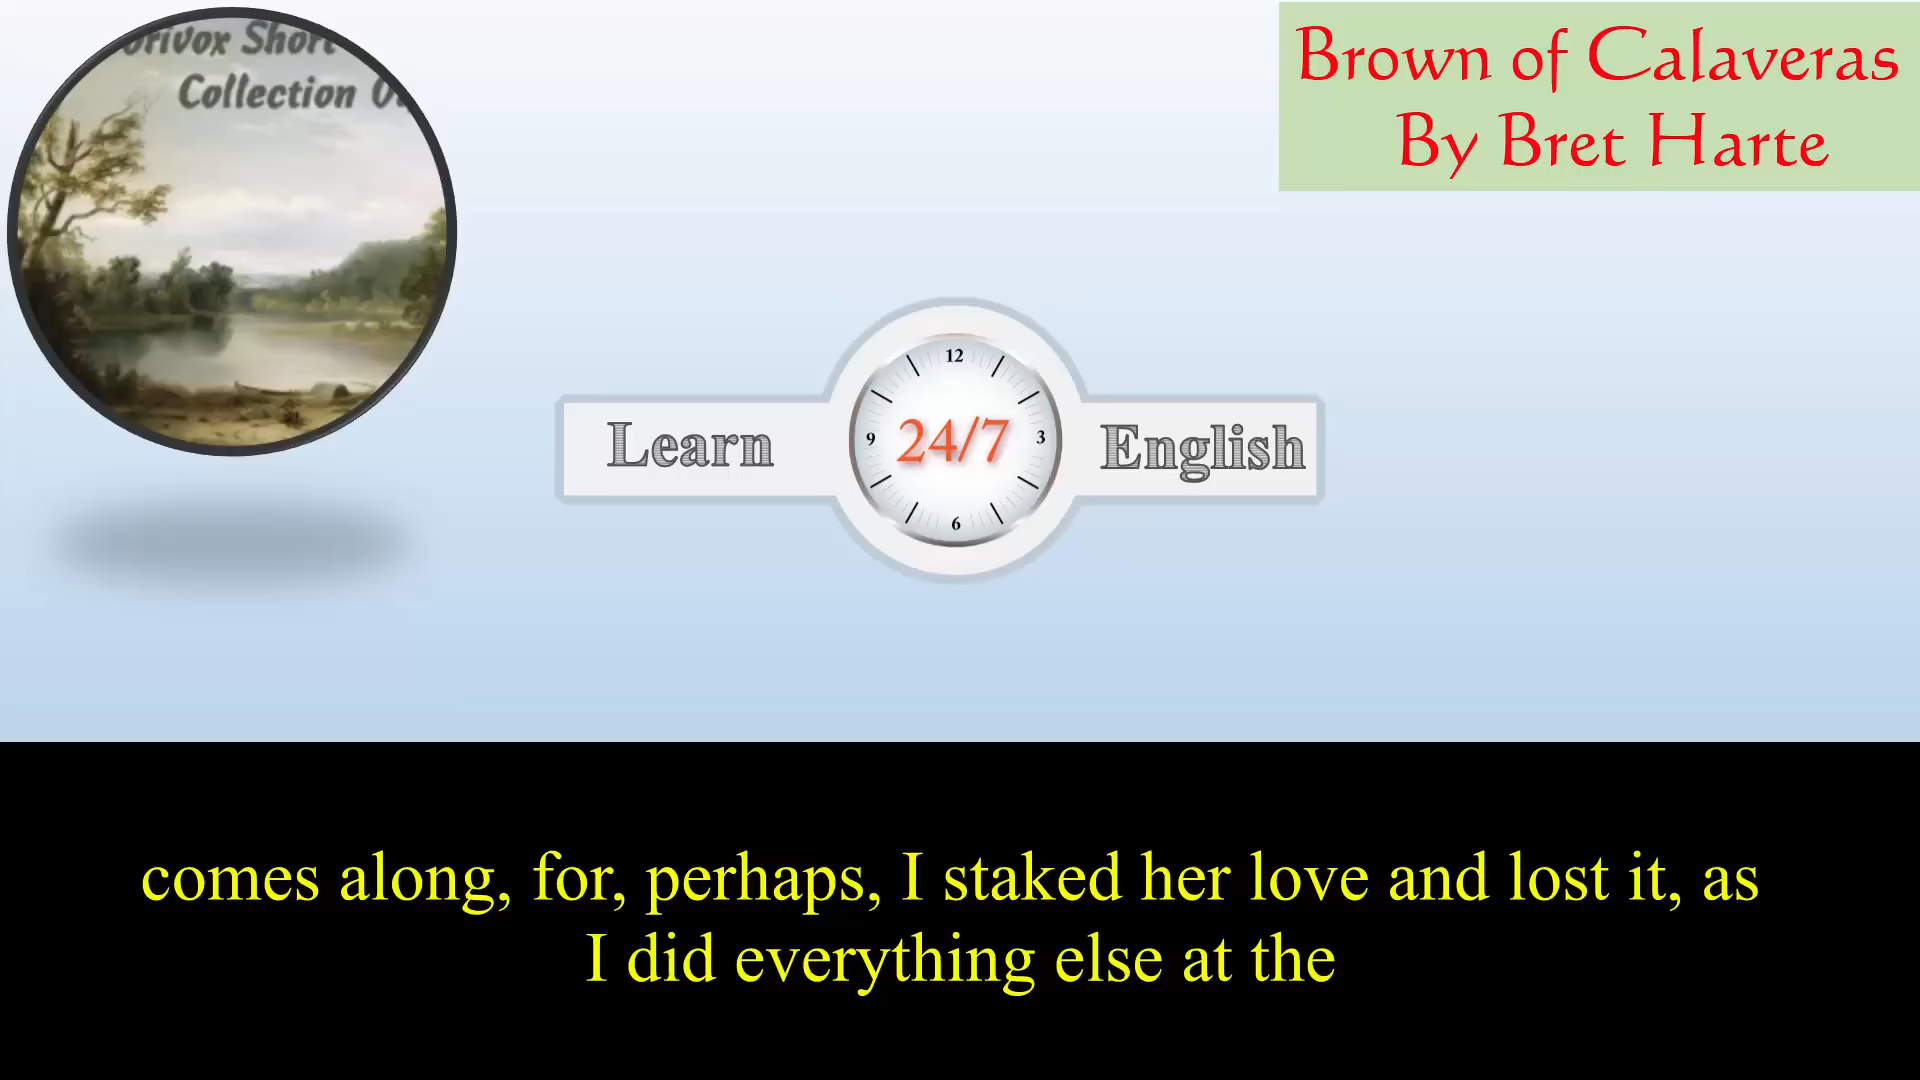 Short
Collection
Brown of Calaveras
By Bret Harte
12
9
3
6
Learn
24/7
English
comes along, for, perhaps, I staked her love and lost it, as
I did everything else at the